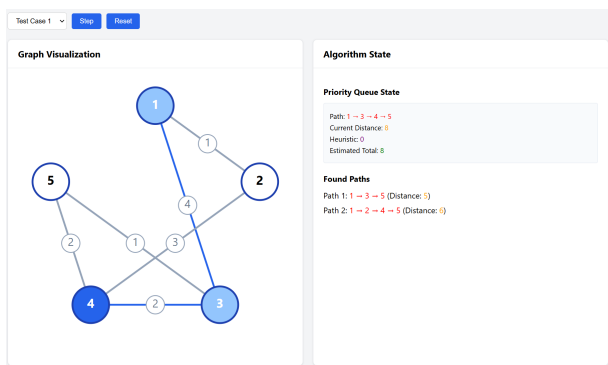 Test Case 1 Step Reset
Graph Visualization
1
1
5
2
4
2
1
3
4
2
3
Algorithm State
Priority Queue State
Path: 1 → 3 → 4 → 5
Current Distance: 8
Heuristic: 0
Estimated Total: 8
Found Paths
Path 1: 1 → 3 → 5 (Distance: 5)
Path 2: 1 → 2 → 4 → 5 (Distance: 6)